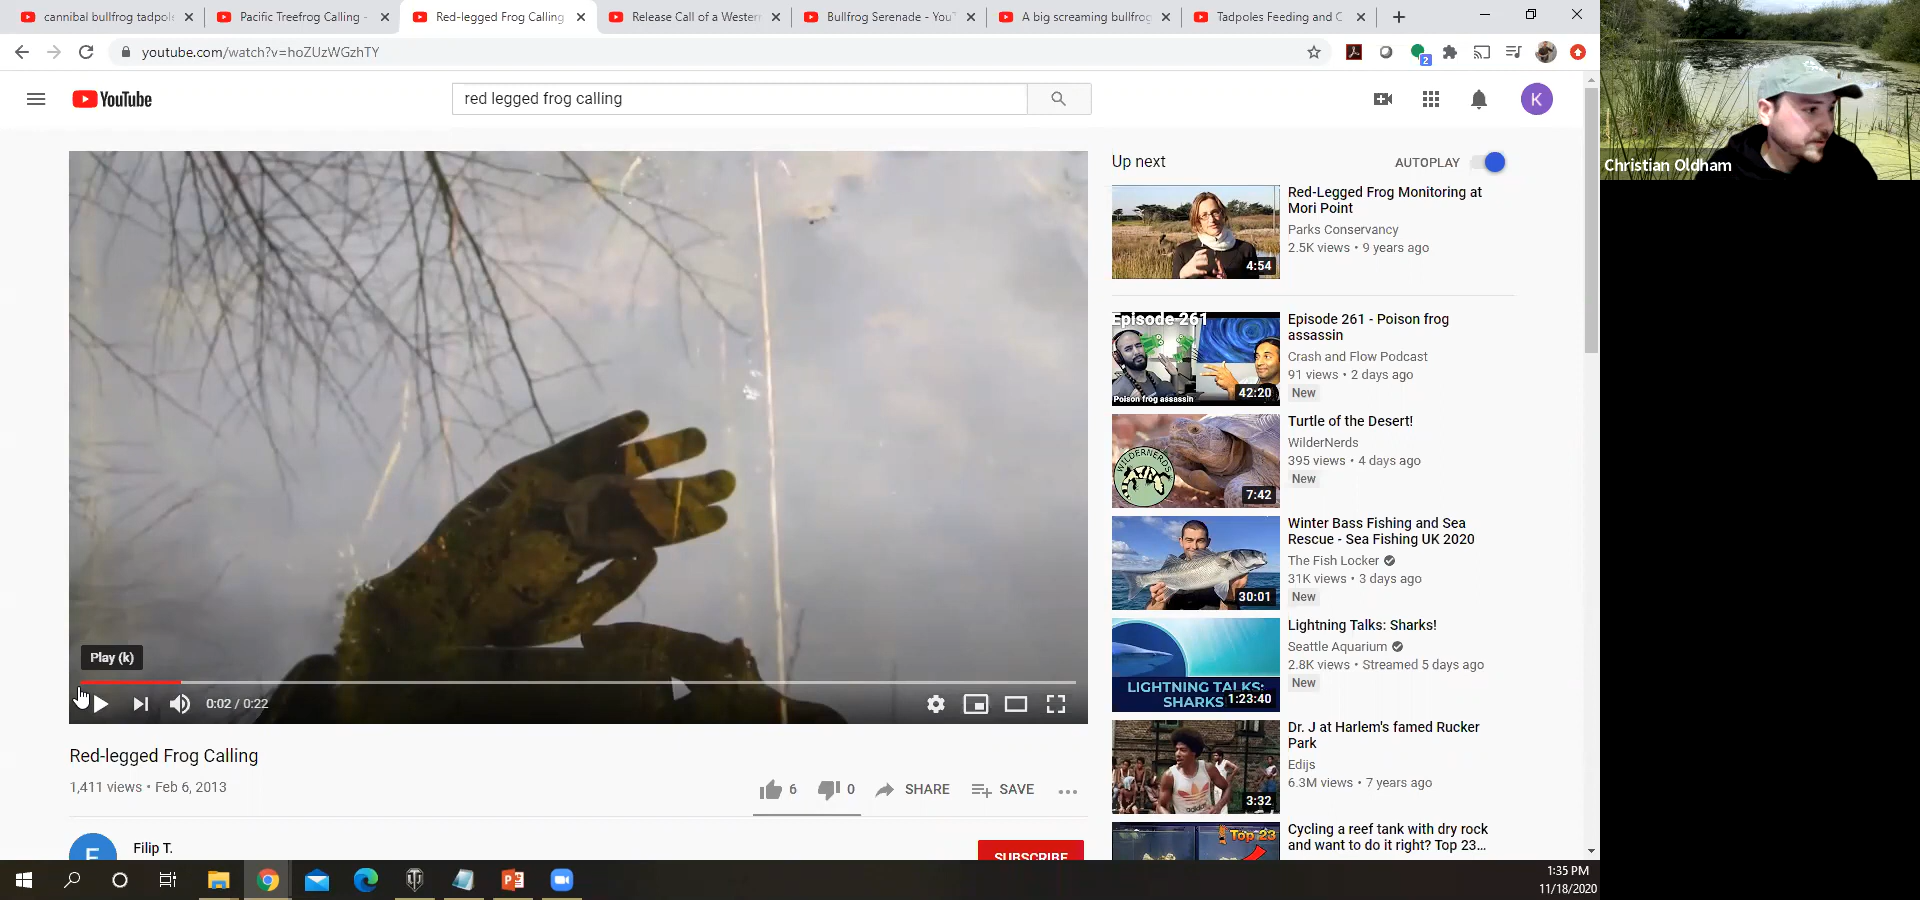 cannibal bullfrog tadpol
Pacific Treefrog Calling -
Red-legged Frog Calling
Release Call of a Wester
Bullfrog Serenade - YouT
A big screaming bullfrog
Tadpoles Feeding and C
youtube.com/watch?v=hoZUzWGzhTY
2
YouTube
red legged frog calling
K
Christian Oldham
Up next
AUTOPLAY
Red-Legged Frog Monitoring at
Mori Point
Parks Conservancy
2.5K views • 9 years ago
4:54
Episode 261
Poison frog assassin
42:20
Episode 261 - Poison frog
assassin
Crash and Flow Podcast
91 views • 2 days ago
New
WILDERNERDS
7:42
Turtle of the Desert!
WilderNerds
395 views • 4 days ago
New
30:01
Winter Bass Fishing and Sea
Rescue - Sea Fishing UK 2020
The Fish Locker
31K views • 3 days ago
New
LIGHTNING TALKS:
SHARKS
1:23:40
Lightning Talks: Sharks!
Seattle Aquarium
2.8K views • Streamed 5 days ago
New
adidas
3:32
Dr. J at Harlem's famed Rucker
Park
Edijs
6.3M views • 7 years ago
Top 23
Cycling a reef tank with dry rock
and want to do it right? Top 23...
Play (k)
0:02 / 0:22
Red-legged Frog Calling
1,411 views • Feb 6, 2013
6
0
SHARE
SAVE
F
Filip T.
SUBSCRIBE
1:35 PM
11/18/2020